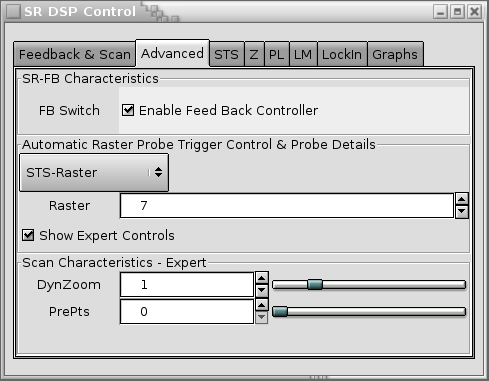 SR DSP Control
Feedback & Scan Advanced STS Z PL LM LockIn Graphs
SR-FB Characteristics
FB Switch Enable Feed Back Controller
Automatic Raster Probe Trigger Control & Probe Details
STS-Raster
Raster 7
Show Expert Controls
Scan Characteristics - Expert
DynZoom 1
PrePts 0